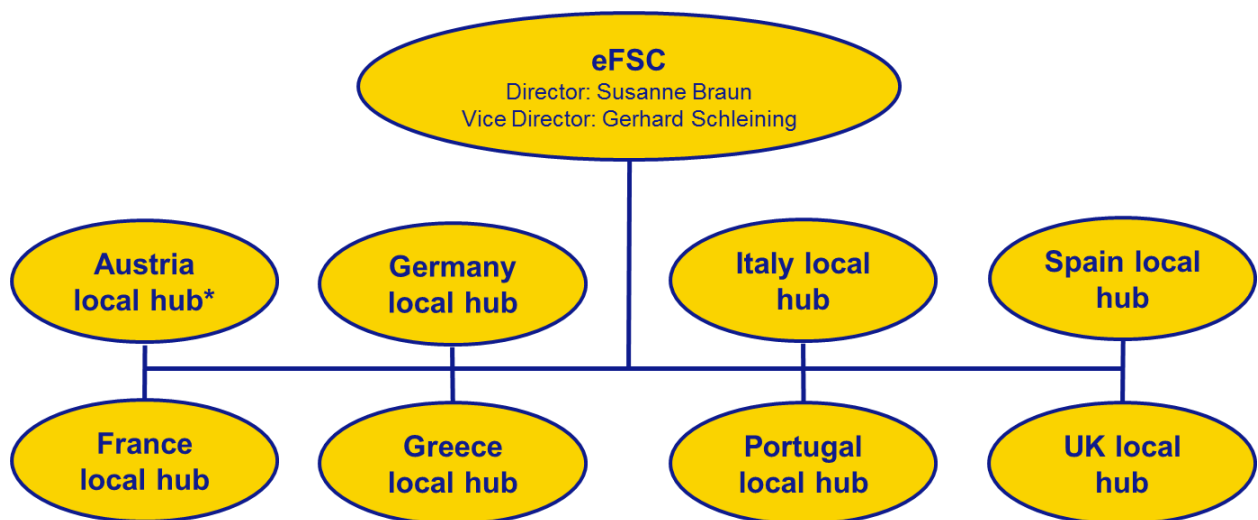 eFSC
Director: Susanne Braun
Vice Director: Gerhard Schleining
Austria
local hub*
Germany
local hub
Italy local
hub
Spain local
hub
France
local hub
Greece
local hub
Portugal
local hub
UK local
hub